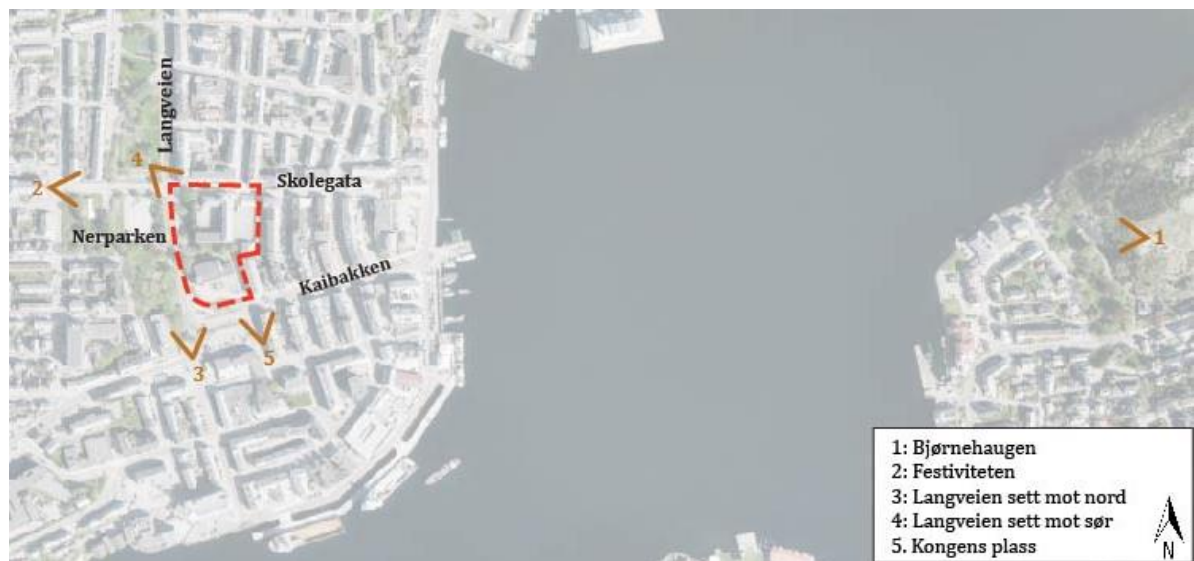 Langveien
4
2
Skolegata
Nerparken
1
Kaibakken
3
5
1: Bjørnehaugen
2: Festiviteten
3: Langveien sett mot nord
4: Langveien sett mot sør
5. Kongens plass
N